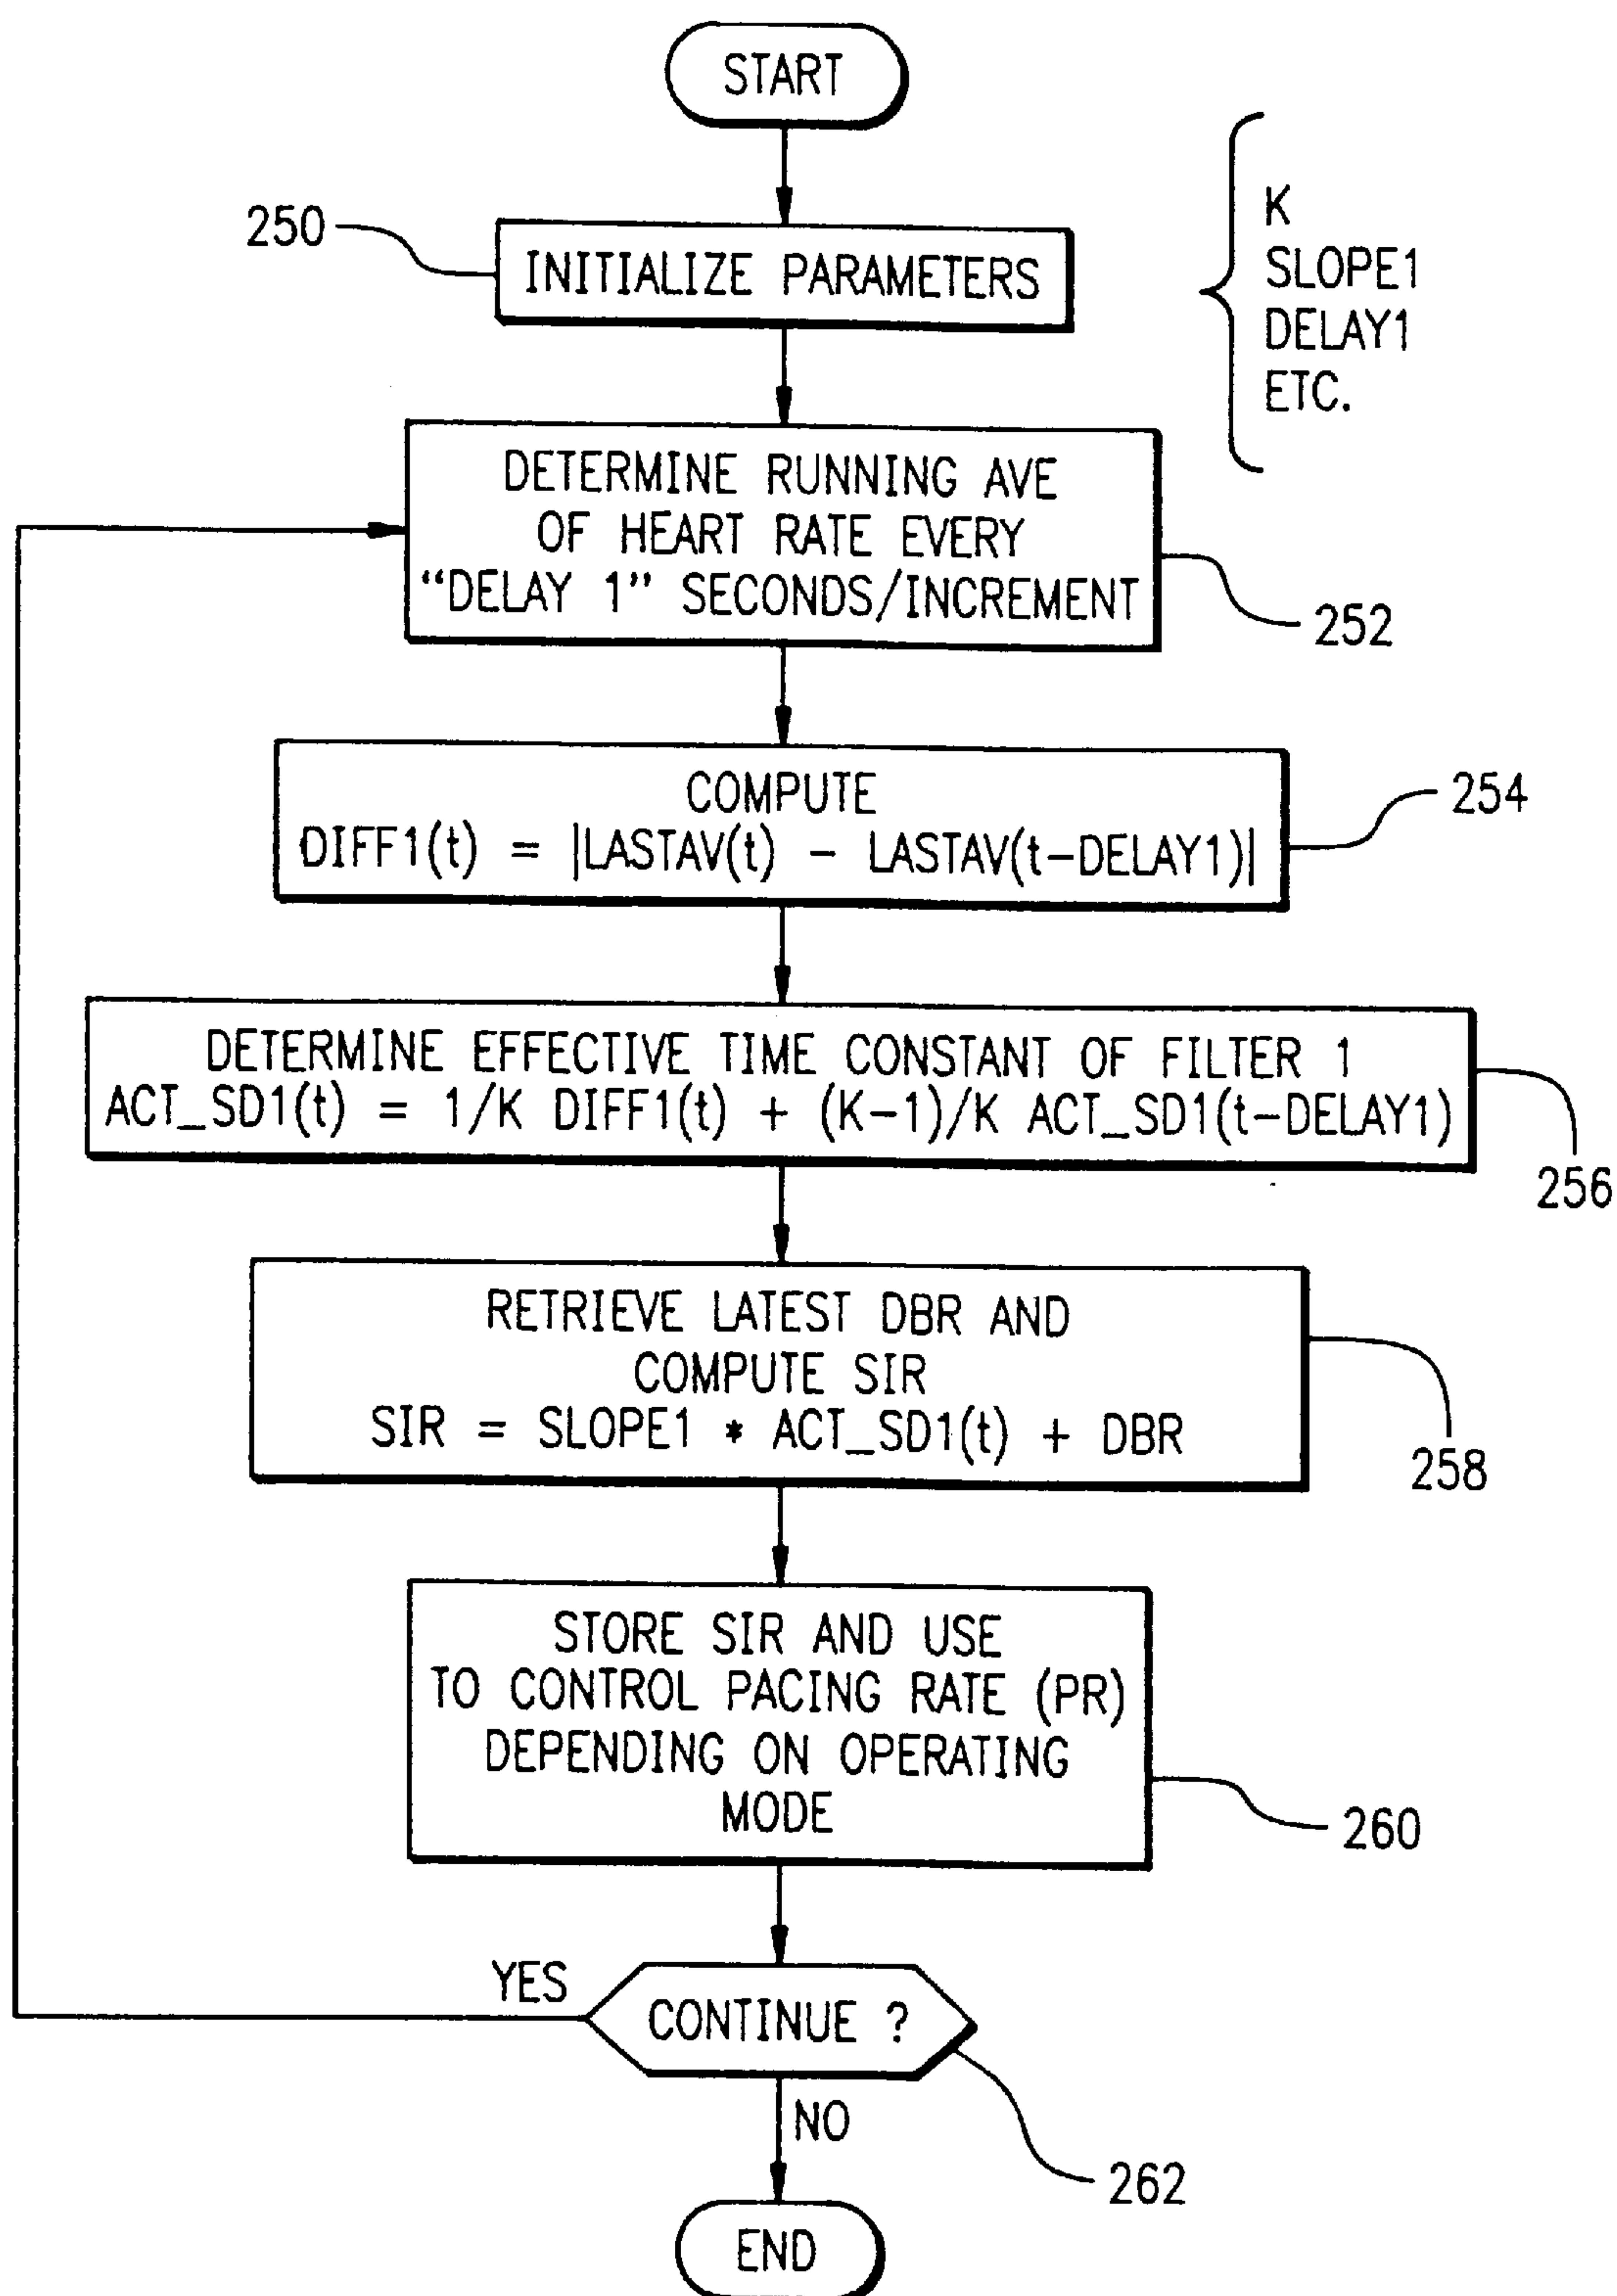 START
250
INITIALIZE PARAMETERS
K
SLOPE1
DELAY1
ETC.
DETERMINE RUNNING AVE
OF HEART RATE EVERY
“DELAY 1” SECONDS/INCREMENT
252
COMPUTE
DIFF1(t) = |LASTAV(t) – LASTAV(t–DELAY1)|
254
DETERMINE EFFECTIVE TIME CONSTANT OF FILTER 1
ACT_SD1(t) = 1/K DIFF1(t) + (K–1)/K ACT_SD1(t–DELAY1)
256
RETRIEVE LATEST DBR AND
COMPUTE SIR
SIR = SLOPE1 * ACT_SD1(t) + DBR
258
STORE SIR AND USE
TO CONTROL PACING RATE (PR)
DEPENDING ON OPERATING
MODE
260
YES
CONTINUE ?
NO
262
END